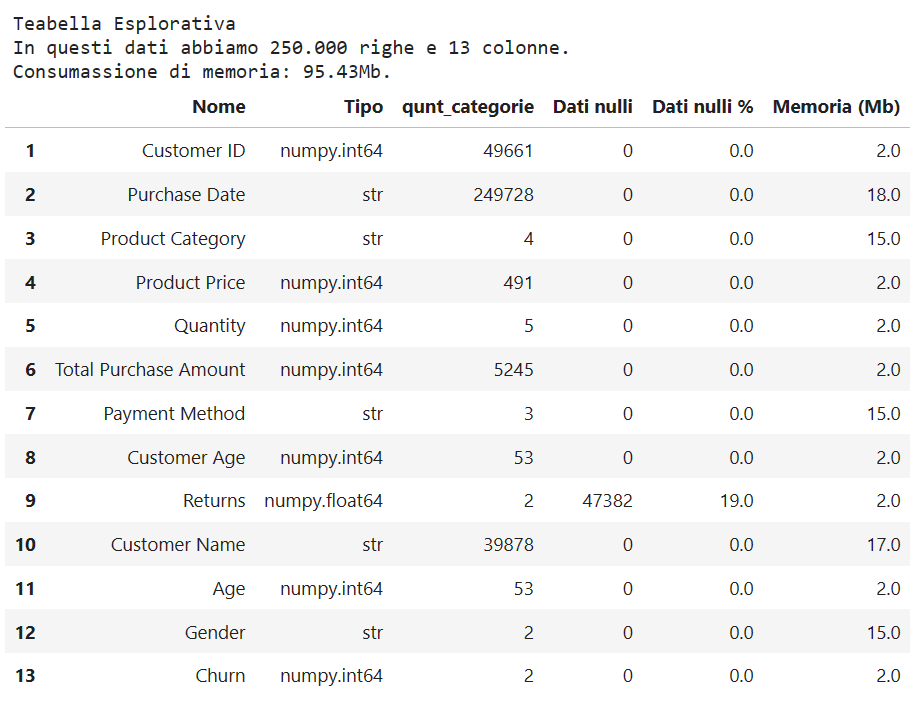 Teabella Esplorativa
In questi dati abbiamo 250.000 righe e 13 colonne.
Consumassione di memoria: 95.43Mb.
Nome Tipo qunt_categorie Dati nulli Dati nulli % Memoria (Mb)
1 Customer ID numpy.int64 49661 0 0.0 2.0
2 Purchase Date str 249728 0 0.0 18.0
3 Product Category str 4 0 0.0 15.0
4 Product Price numpy.int64 491 0 0.0 2.0
5 Quantity numpy.int64 5 0 0.0 2.0
6 Total Purchase Amount numpy.int64 5245 0 0.0 2.0
7 Payment Method str 3 0 0.0 15.0
8 Customer Age numpy.int64 53 0 0.0 2.0
9 Returns numpy.float64 2 47382 19.0 2.0
10 Customer Name str 39878 0 0.0 17.0
11 Age numpy.int64 53 0 0.0 2.0
12 Gender str 2 0 0.0 15.0
13 Churn numpy.int64 2 0 0.0 2.0